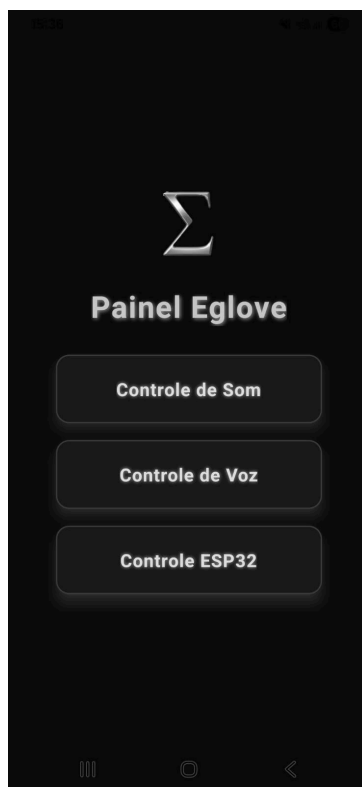 Σ
Painel Eglove
Controle de Som
Controle de Voz
Controle ESP32